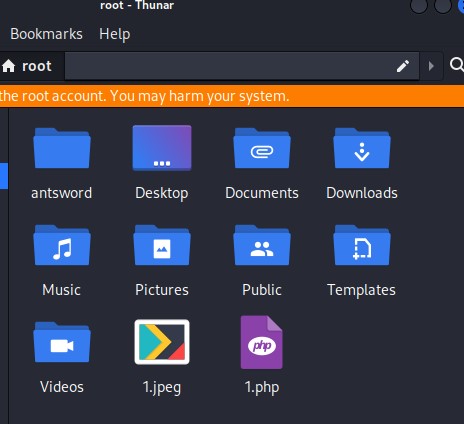 root - Thunar
Bookmarks Help
root
the root account. You may harm your system.
antsword Desktop Documents Downloads
Music Pictures Public Templates
php
Videos 1.jpeg 1.php